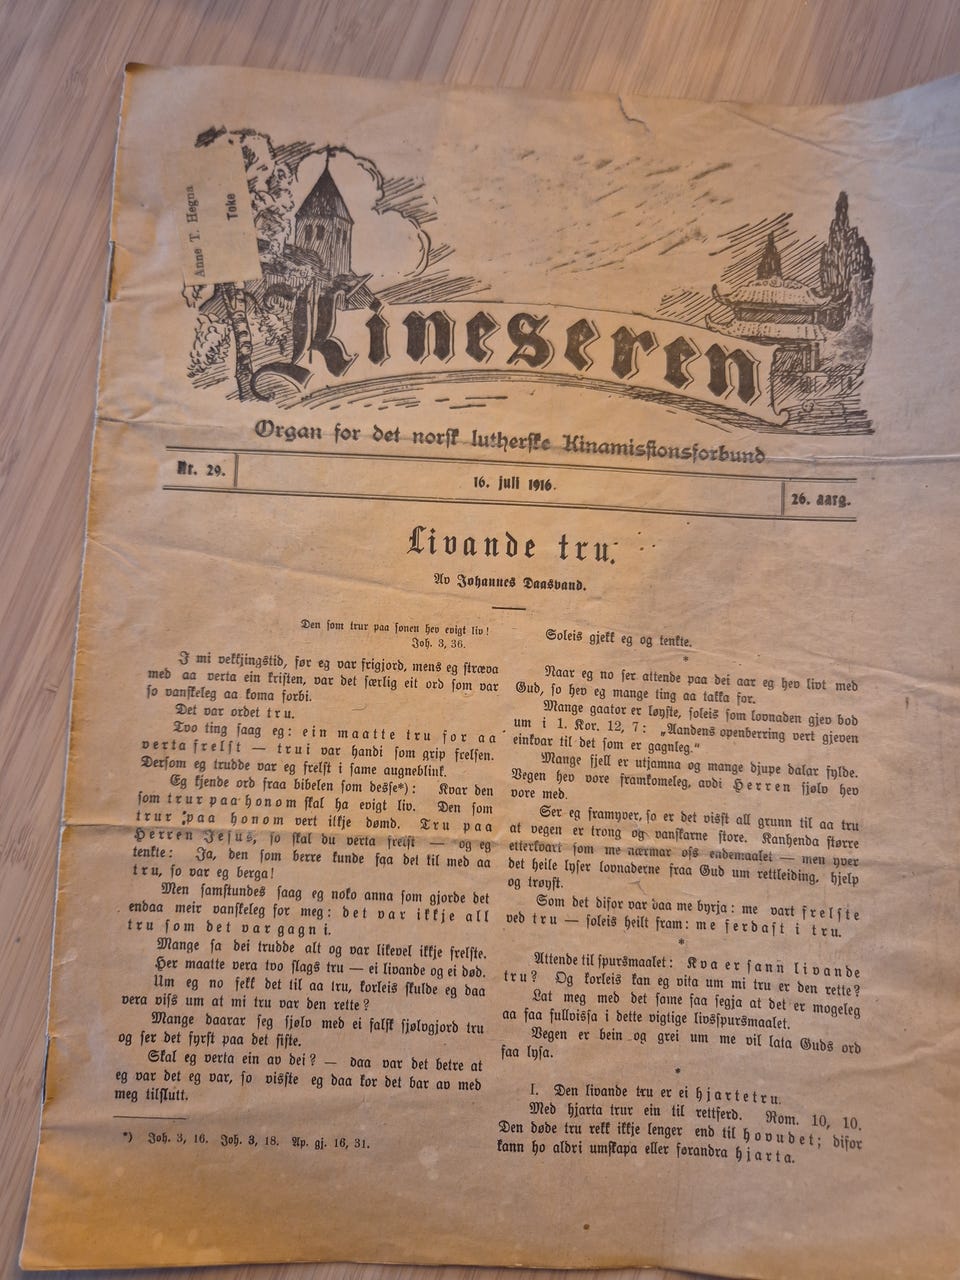 Anne T. Hegna
Toke
Kineseren
Organ for det norsk lutherske Kinamissionsforbund
Nr. 29.
16. juli 1916.
26. aarg.
Livande tru.
Av Johannes Daasvand.
Den som trur paa sonen hev evigt liv!
Joh. 3, 36.
I mi vekkjingstid, før eg var frigjord, mens eg stræva
med aa verta ein kristen, var det særlig eit ord som var
so vanskeleg aa koma forbi.
Det var ordet tru.
Tvo ting saag eg: ein maatte tru for aa
verta frelst — trui var handi som grip frelsen.
Dersom eg trudde var eg frelst i same augneblink.
Eg kjende ord fraa bibelen som desse*): Kvar den
som trur paa honom skal ha evigt liv. Den som
trur paa honom vert ikkje dømd. Tru paa
Herren Jesus, so skal du verta frelst — og eg
tenkte: Ja, den som berre kunde faa det til med aa
tru, so var eg berga!
Men samstundes saag eg noko anna som gjorde det
endaa meir vanskeleg for meg: det var ikkje all
tru som det var gagn i.
Mange sa dei trudde alt og var likevel ikkje frelste.
Her maatte vera tvo slags tru — ei livande og ei død.
Um eg no fekk det til aa tru, korleis skulde eg daa
vera viss um at mi tru var den rette?
Mange daarar seg sjølv med ei falsk sjølvgjord tru
og ser det fyrst paa det siste.
Skal eg verta ein av dei? — daa var det betre at
eg var det eg var, so visste eg daa kor det bar av med
meg tilslutt.
*) Joh. 3, 16. Joh. 3, 18. Ap. gj. 16, 31.
Soleis gjekk eg og tenkte.
*
Naar eg no ser attende paa dei aar eg hev livt med
Gud, so hev eg mange ting aa takka for.
Mange gaator er løyste, soleis som lovnaden gjev bod
um i 1. Kor. 12, 7: „Aandens openberring vert gjeven
einkvar til det som er gagnleg."
Mange fjell er utjamna og mange djupe dalar fylde.
Vegen hev vore framkomeleg, avdi Herren sjølv hev
vore med.
Ser eg framyver, so er det visst all grunn til aa tru
at vegen er trong og vanskarne store. Kanhenda større
etterkvart som me nærmar oss endemaalet — men yver
det heile lyser lovnaderne fraa Gud um rettleiding, hjelp
og trøyst.
Som det difor var daa me byrja: me vart frelste
ved tru — soleis heilt fram: me ferdast i tru.
*
Attende til spursmaalet: Kva er sann livande
tru? Og korleis kan eg vita um mi tru er den rette?
Lat meg med det same faa segja at det er mogeleg
aa faa fullvissa i dette vigtige livsspursmaalet.
Vegen er bein og grei um me vil lata Guds ord
faa lysa.
*
I. Den livande tru er ei hjartetru.
Med hjarta trur ein til rettferd. Rom. 10, 10.
Den døde tru rekk ikkje lenger end til hovudet; difor
kann ho aldri umskapa eller forandra hjarta.